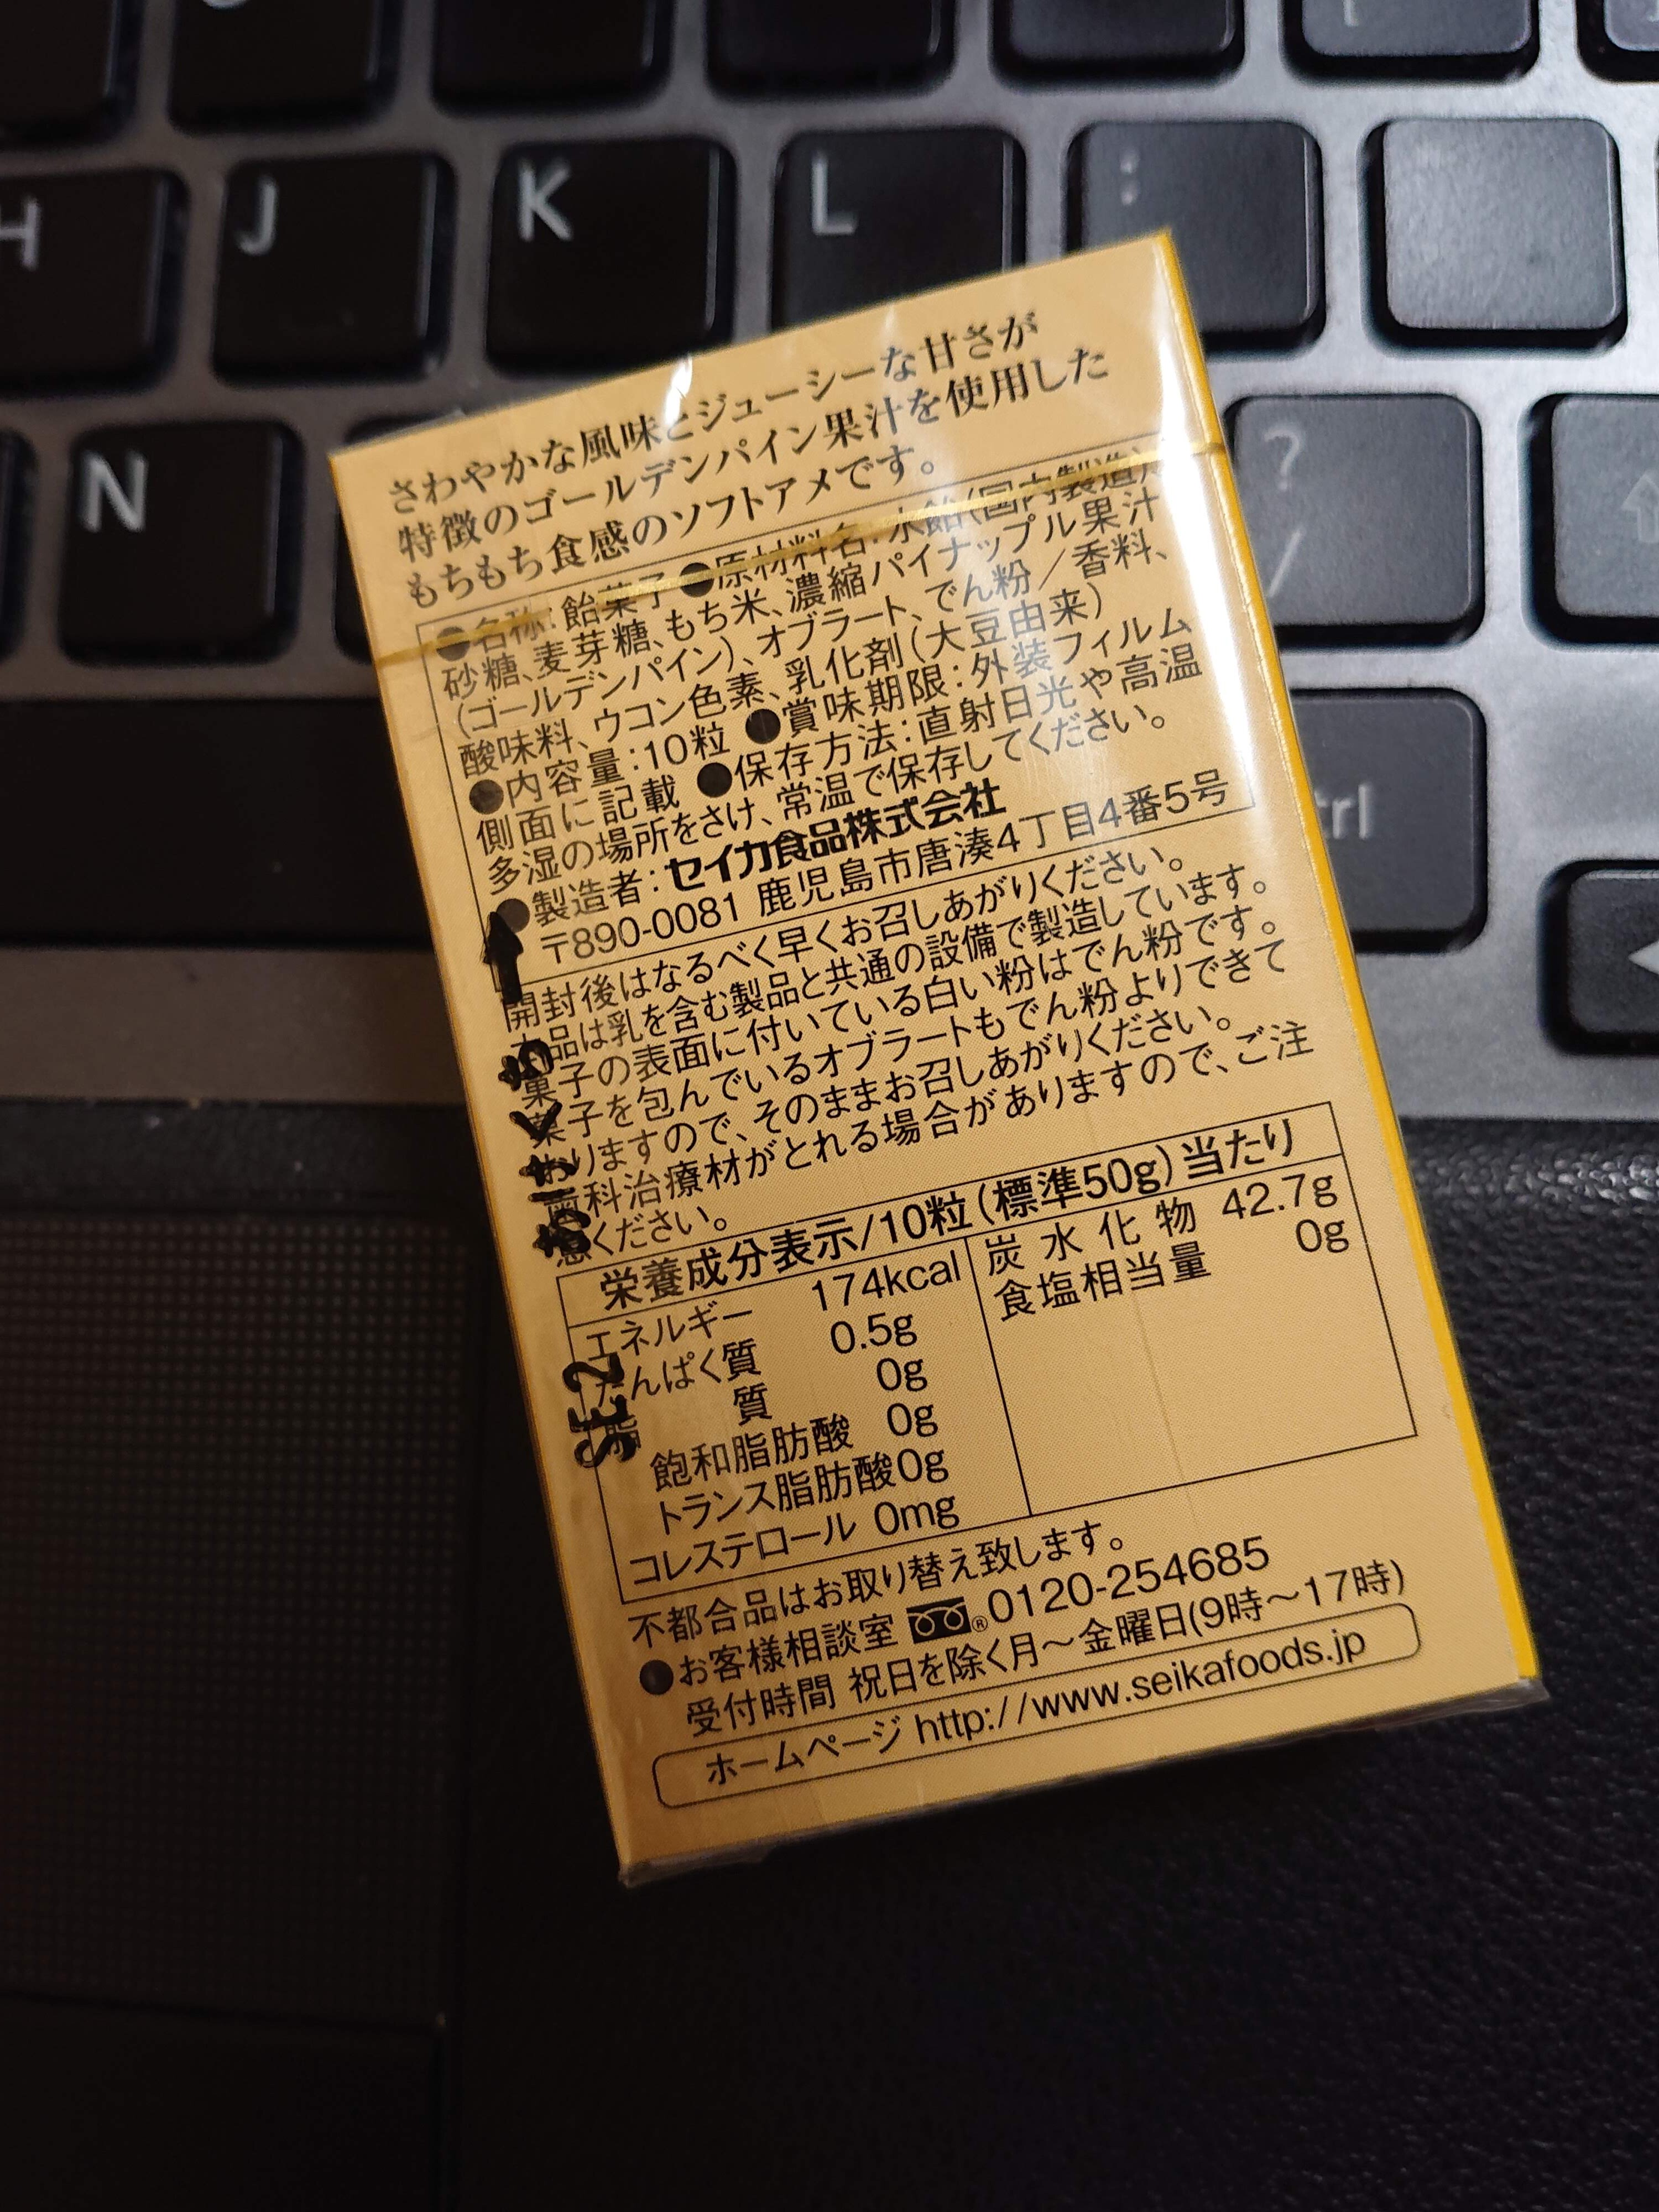 H
J
K
L
;
:
N
?
/
さわやかな風味とジューシーな甘さが
特徴のゴールデンパイン果汁を使用した
もちもち食感のソフトアメです。
●名称:飴菓子 ●原材料名:水飴(国内製造)、
砂糖、麦芽糖、もち米、濃縮パイナップル果汁
(ゴールデンパイン)、オブラート、でん粉/香料、
酸味料、ウコン色素、乳化剤(大豆由来)
●内容量:10粒 ●賞味期限:外装フィルム
側面に記載 ●保存方法:直射日光や高温
多湿の場所をさけ、常温で保存してください。
●製造者:セイカ食品株式会社
〒890-0081 鹿児島市唐湊4丁目4番5号
開封後はなるべく早くお召しあがりください。
本品は乳を含む製品と共通の設備で製造しています。
菓子の表面に付いている白い粉はでん粉です。
菓子を包んでいるオブラートもでん粉よりできて
おりますので、そのままお召しあがりください。
歯科治療材がとれる場合がありますので、ご注
意ください。
栄養成分表示/10粒(標準50g)当たり
エネルギー 174kcal
たんぱく質 0.5g
脂質 0g
飽和脂肪酸 0g
トランス脂肪酸 0g
コレステロール 0mg
炭水化物 42.7g
食塩相当量 0g
不都合品はお取り替え致します。
●お客様相談室 ®0120-254685
受付時間 祝日を除く月～金曜日(9時～17時)
ホームページ http://www.seikafoods.jp